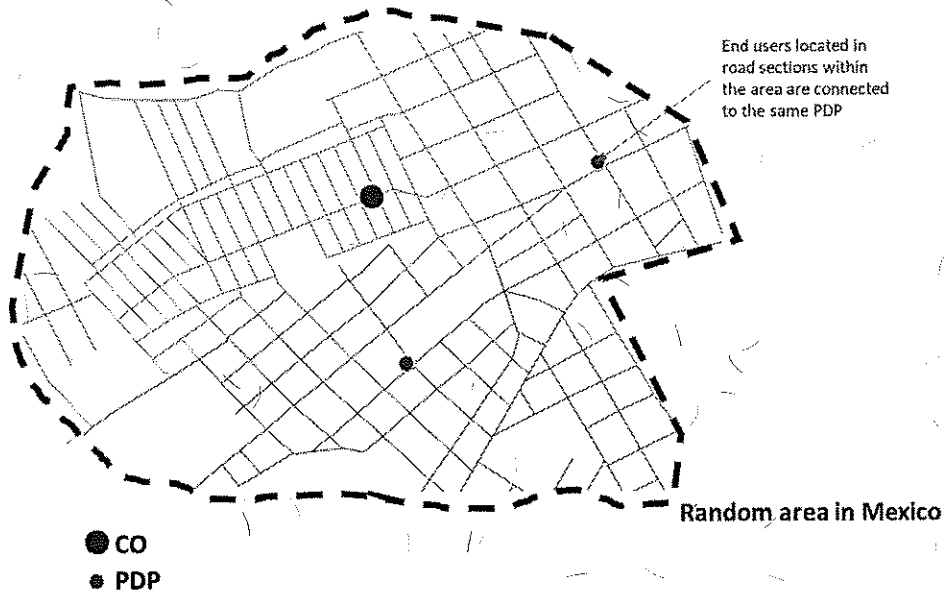 End users located in
road sections within
the area are connected
to the same PDP
Random area in Mexico
CO
PDP